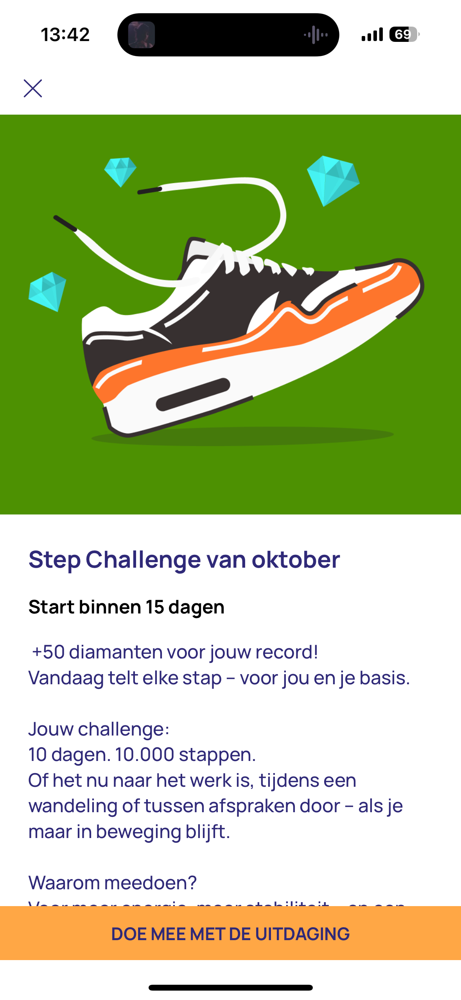 13:42
69
Step Challenge van oktober
Start binnen 15 dagen
+50 diamanten voor jouw record!
Vandaag telt elke stap – voor jou en je basis.
Jouw challenge:
10 dagen. 10.000 stappen.
Of het nu naar het werk is, tijdens een
wandeling of tussen afspraken door – als je
maar in beweging blijft.
Waarom meedoen?
DOE MEE MET DE UITDAGING